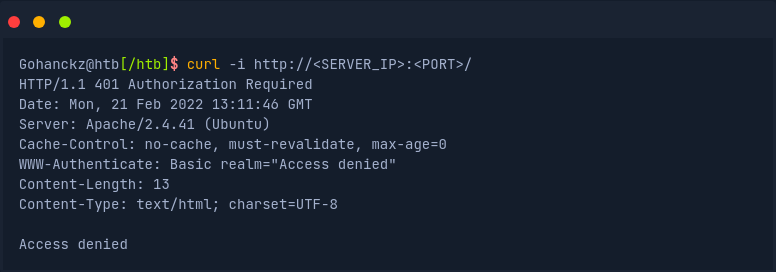 Gohanckz@htb[/htb]$ curl -i http://<SERVER_IP>:<PORT>/
HTTP/1.1 401 Authorization Required
Date: Mon, 21 Feb 2022 13:11:46 GMT
Server: Apache/2.4.41 (Ubuntu)
Cache-Control: no-cache, must-revalidate, max-age=0
WWW-Authenticate: Basic realm="Access denied"
Content-Length: 13
Content-Type: text/html; charset=UTF-8

Access denied